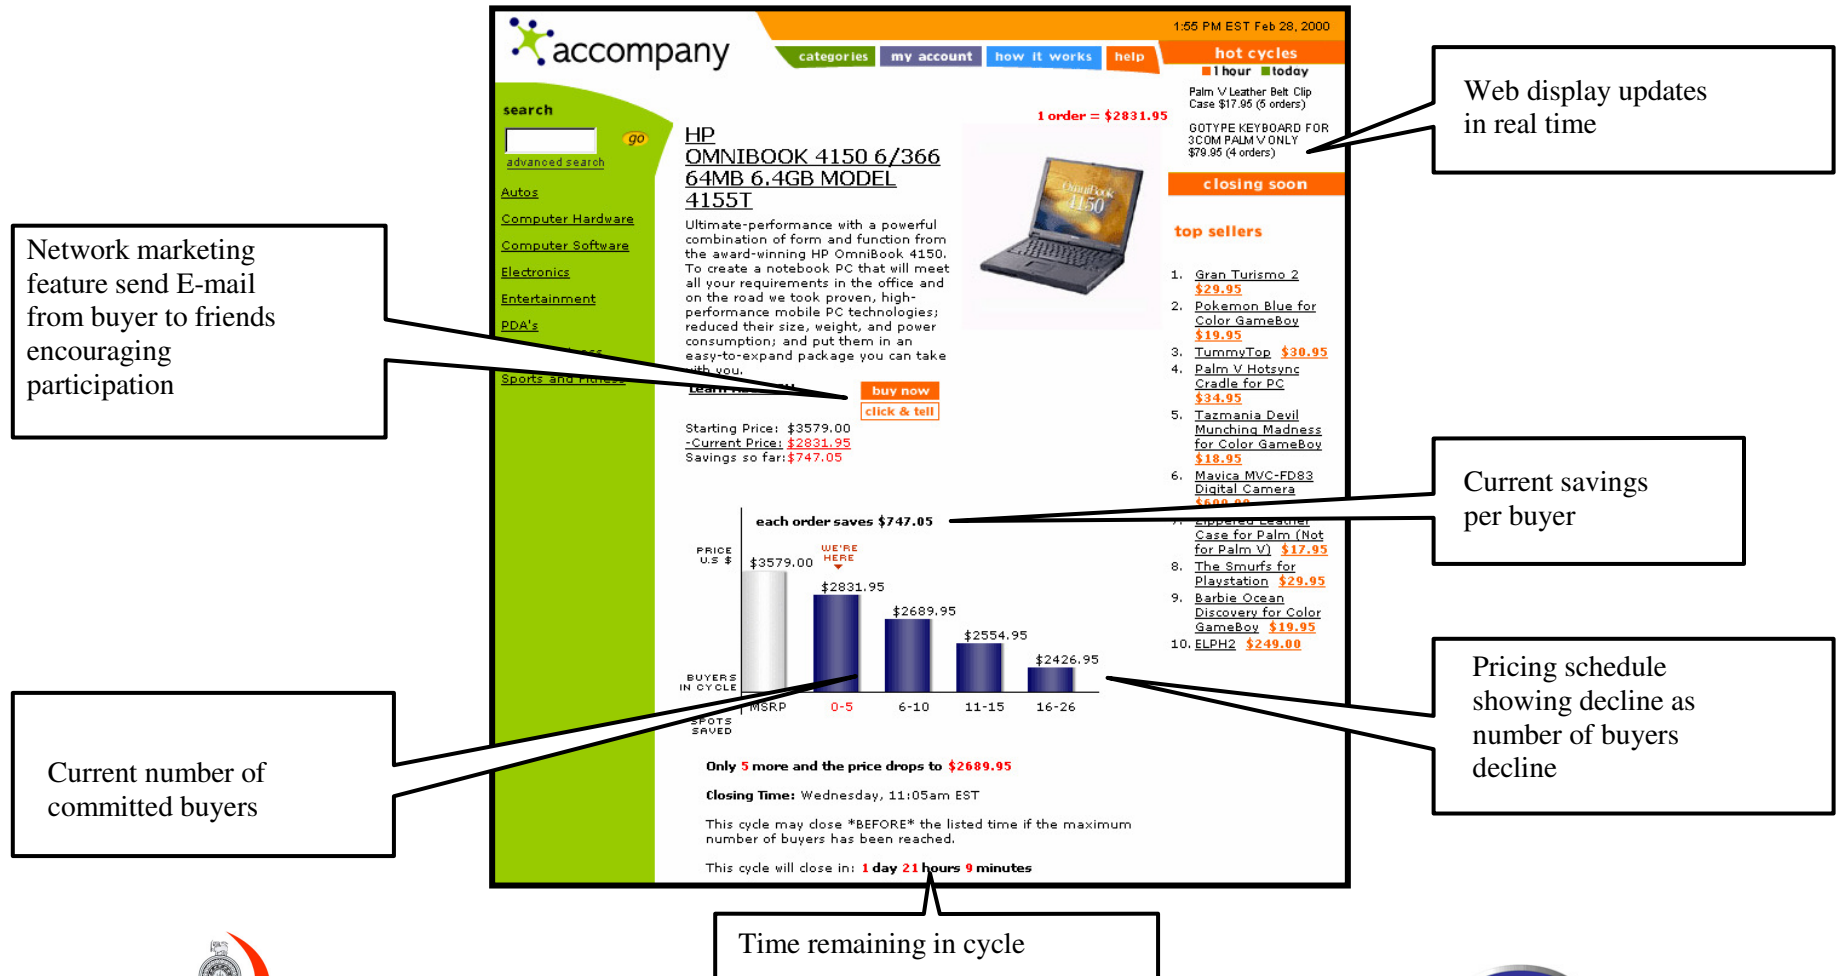 accompany
1:55 PM EST Feb 28, 2000
categories
my account
how it works
help
hot cycles
1 hour today
Palm V Leather Belt Clip
Case $17.95 (5 orders)
GOTYPE KEYBOARD FOR
3COM PALM V ONLY
$79.95 (4 orders)
closing soon
top sellers
1. Gran Turismo 2
$29.95
2. Pokemon Blue for
Color GameBoy
$19.95
3. TummyTop $30.95
4. Palm V Hotsync
Cradle for PC
$34.95
5. Tazmania Devil
Munching Madness
for Color GameBoy
$18.95
6. Mavica MVC-FD83
Digital Camera
7. Zippered Leather
Case for Palm (Not
for Palm V) $17.95
8. The Smurfs for
Playstation $29.95
9. Barbie Ocean
Discovery for Color
GameBoy $19.95
10. ELPH2 $249.00
search
go
advanced search
Autos
Computer Hardware
Computer Software
Electronics
Entertainment
PDA's
Sports and Fitness
1 order = $2831.95
HP
OMNIBOOK 4150 6/366
64MB 6.4GB MODEL
4155T
Ultimate-performance with a powerful
combination of form and function from
the award-winning HP OmniBook 4150.
To create a notebook PC that will meet
all your requirements in the office and
on the road we took proven, high-
performance mobile PC technologies;
reduced their size, weight, and power
consumption; and put them in an
easy-to-expand package you can take
with you.
OmniBook
buy now
click & tell
Starting Price: $3579.00
-Current Price: $2831.95
Savings so far:$747.05
each order saves $747.05
PRICE
U.S $
WE'RE
HERE
$3579.00
$2831.95
$2689.95
$2554.95
$2426.95
BUYERS
IN CYCLE
MSRP 0-5 6-10 11-15 16-26
SPOTS
SAVED
Only 5 more and the price drops to $2689.95
Closing Time: Wednesday, 11:05am EST
This cycle may close *BEFORE* the listed time if the maximum
number of buyers has been reached.
This cycle will close in: 1 day 21 hours 9 minutes
Web display updates
in real time
Network marketing
feature send E-mail
from buyer to friends
encouraging
participation
Current savings
per buyer
Pricing schedule
showing decline as
number of buyers
decline
Current number of
committed buyers
Time remaining in cycle